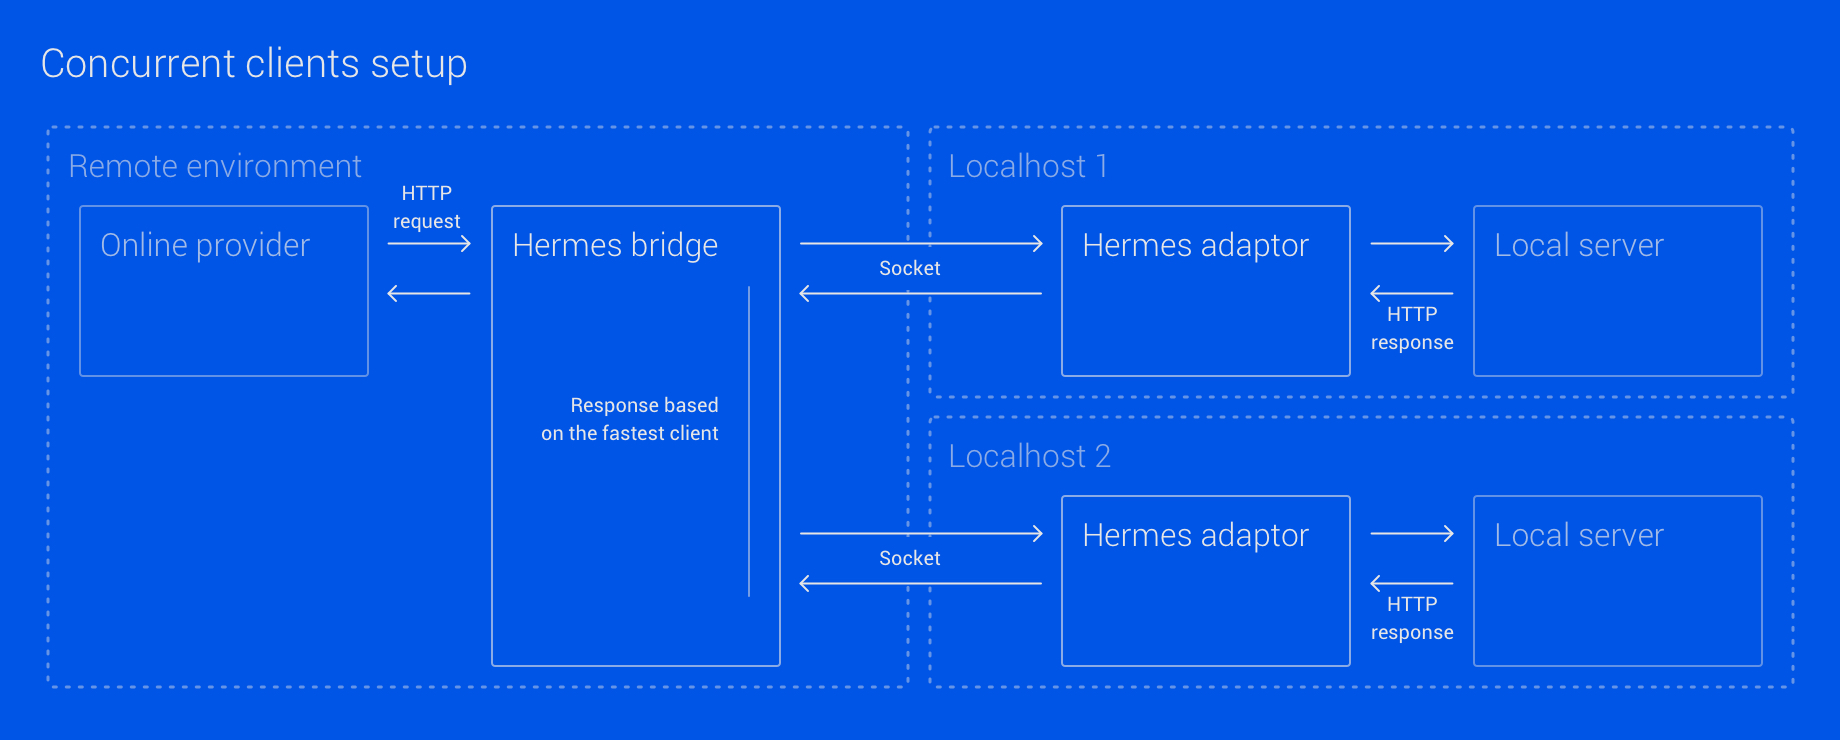 Concurrent clients setup
Remote environment
HTTP
request
Online provider
Hermes bridge
Response based
on the fastest client
Socket
Localhost 1
Hermes adaptor
Local server
HTTP
response
Socket
Localhost 2
Hermes adaptor
Local server
HTTP
response